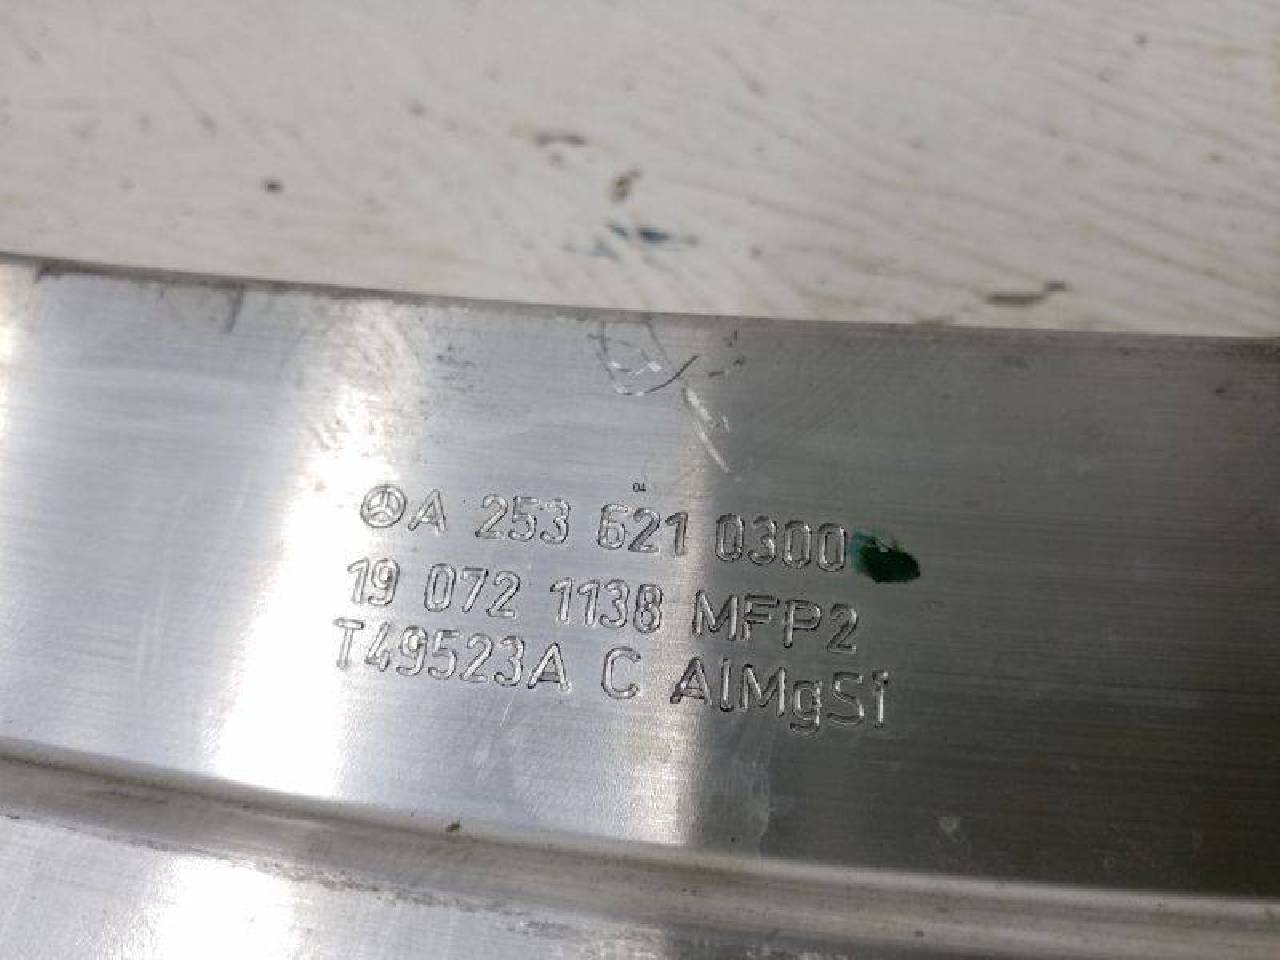 A 253 621 0300
19 072 1138 MFP2
T49523A C AlMgSi